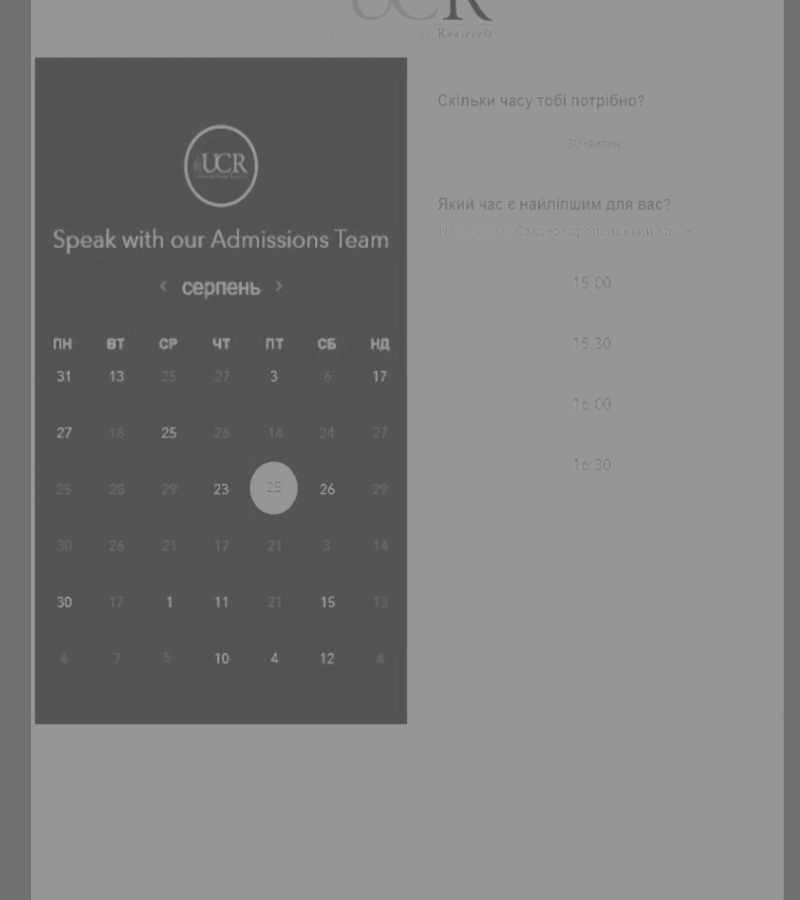 UCR
Roosevelt
UCR
Speak with our Admissions Team
‹ серпень ›
ПН ВТ СР ЧТ ПТ СБ НД
31 13 25 27 3 6 17
27 18 25 26 14 24 27
25 28 29 23 25 26 29
30 26 21 17 21 3 14
30 17 1 11 21 15 13
4 7 5 10 4 12 4
Скільки часу тобі потрібно?
30 хвилин
Який час є найліпшим для вас?
Східноєвропейський час
15:00
15:30
16:00
16:30